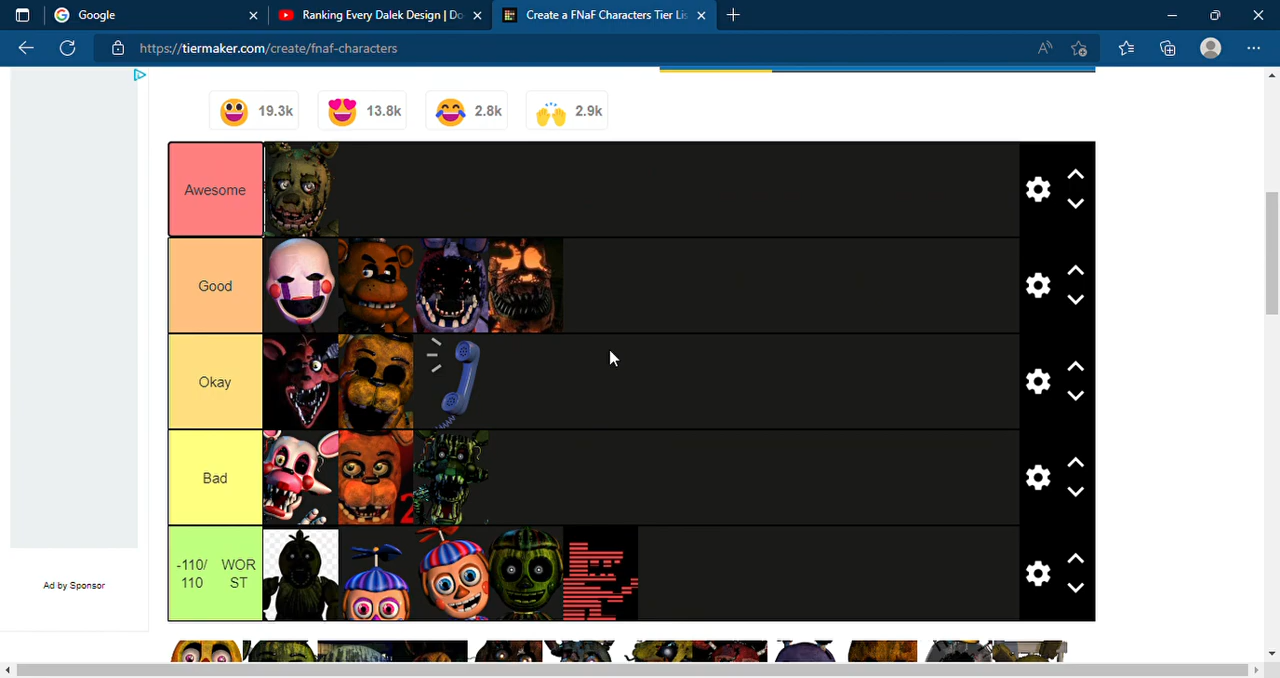 Google
Ranking Every Dalek Design | Do
Create a FNaF Characters Tier Lis
https://tiermaker.com/create/fnaf-characters
19.3k
13.8k
2.8k
2.9k
Awesome
Good
Okay
Bad
2
-110/ WOR
110 ST
Ad by Sponsor